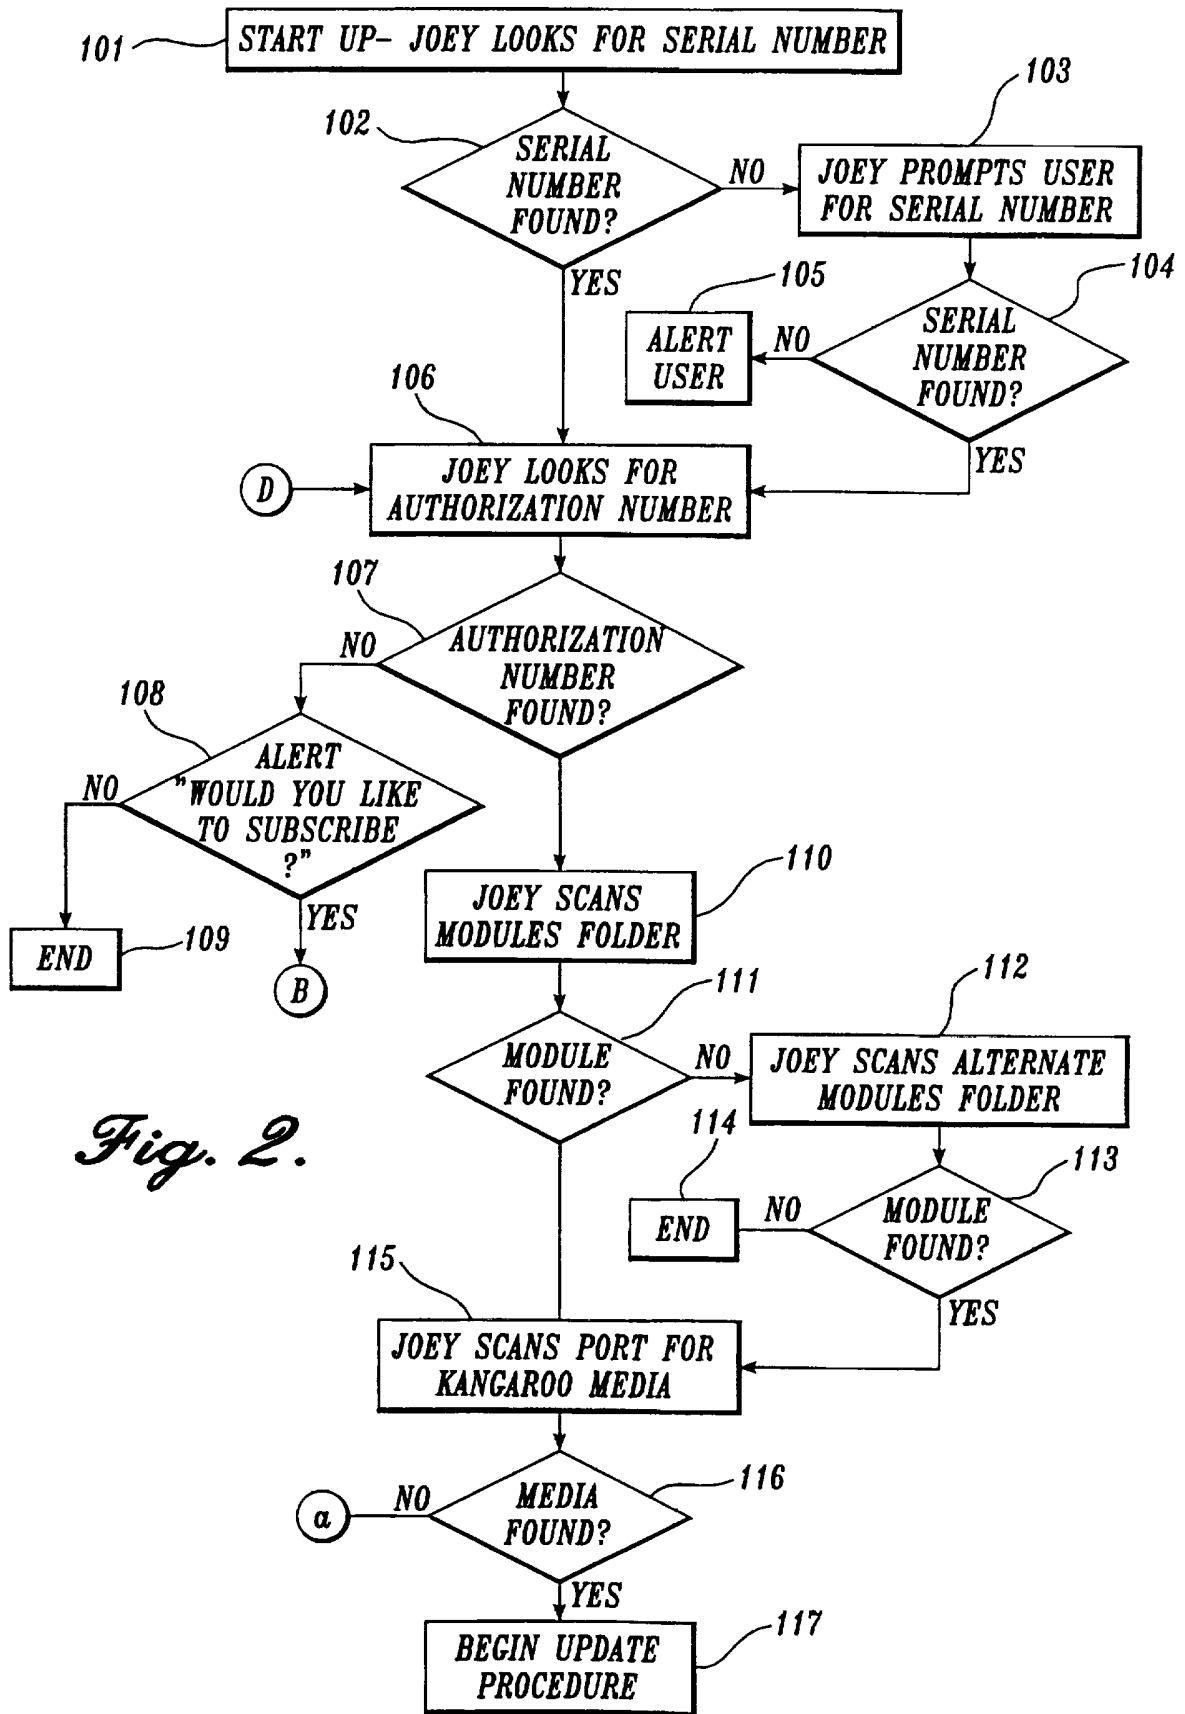 101
START UP- JOEY LOOKS FOR SERIAL NUMBER
102
SERIAL
NUMBER
FOUND?
NO
YES
103
JOEY PROMPTS USER
FOR SERIAL NUMBER
104
SERIAL
NUMBER
FOUND?
NO
YES
105
ALERT
USER
106
JOEY LOOKS FOR
AUTHORIZATION NUMBER
D
107
AUTHORIZATION
NUMBER
FOUND?
NO
108
ALERT
"WOULD YOU LIKE
TO SUBSCRIBE
?"
NO
YES
END
109
B
110
JOEY SCANS
MODULES FOLDER
111
MODULE
FOUND?
NO
112
JOEY SCANS ALTERNATE
MODULES FOLDER
113
MODULE
FOUND?
NO
YES
114
END
Fig. 2.
115
JOEY SCANS PORT FOR
KANGAROO MEDIA
116
MEDIA
FOUND?
NO
a
YES
117
BEGIN UPDATE
PROCEDURE